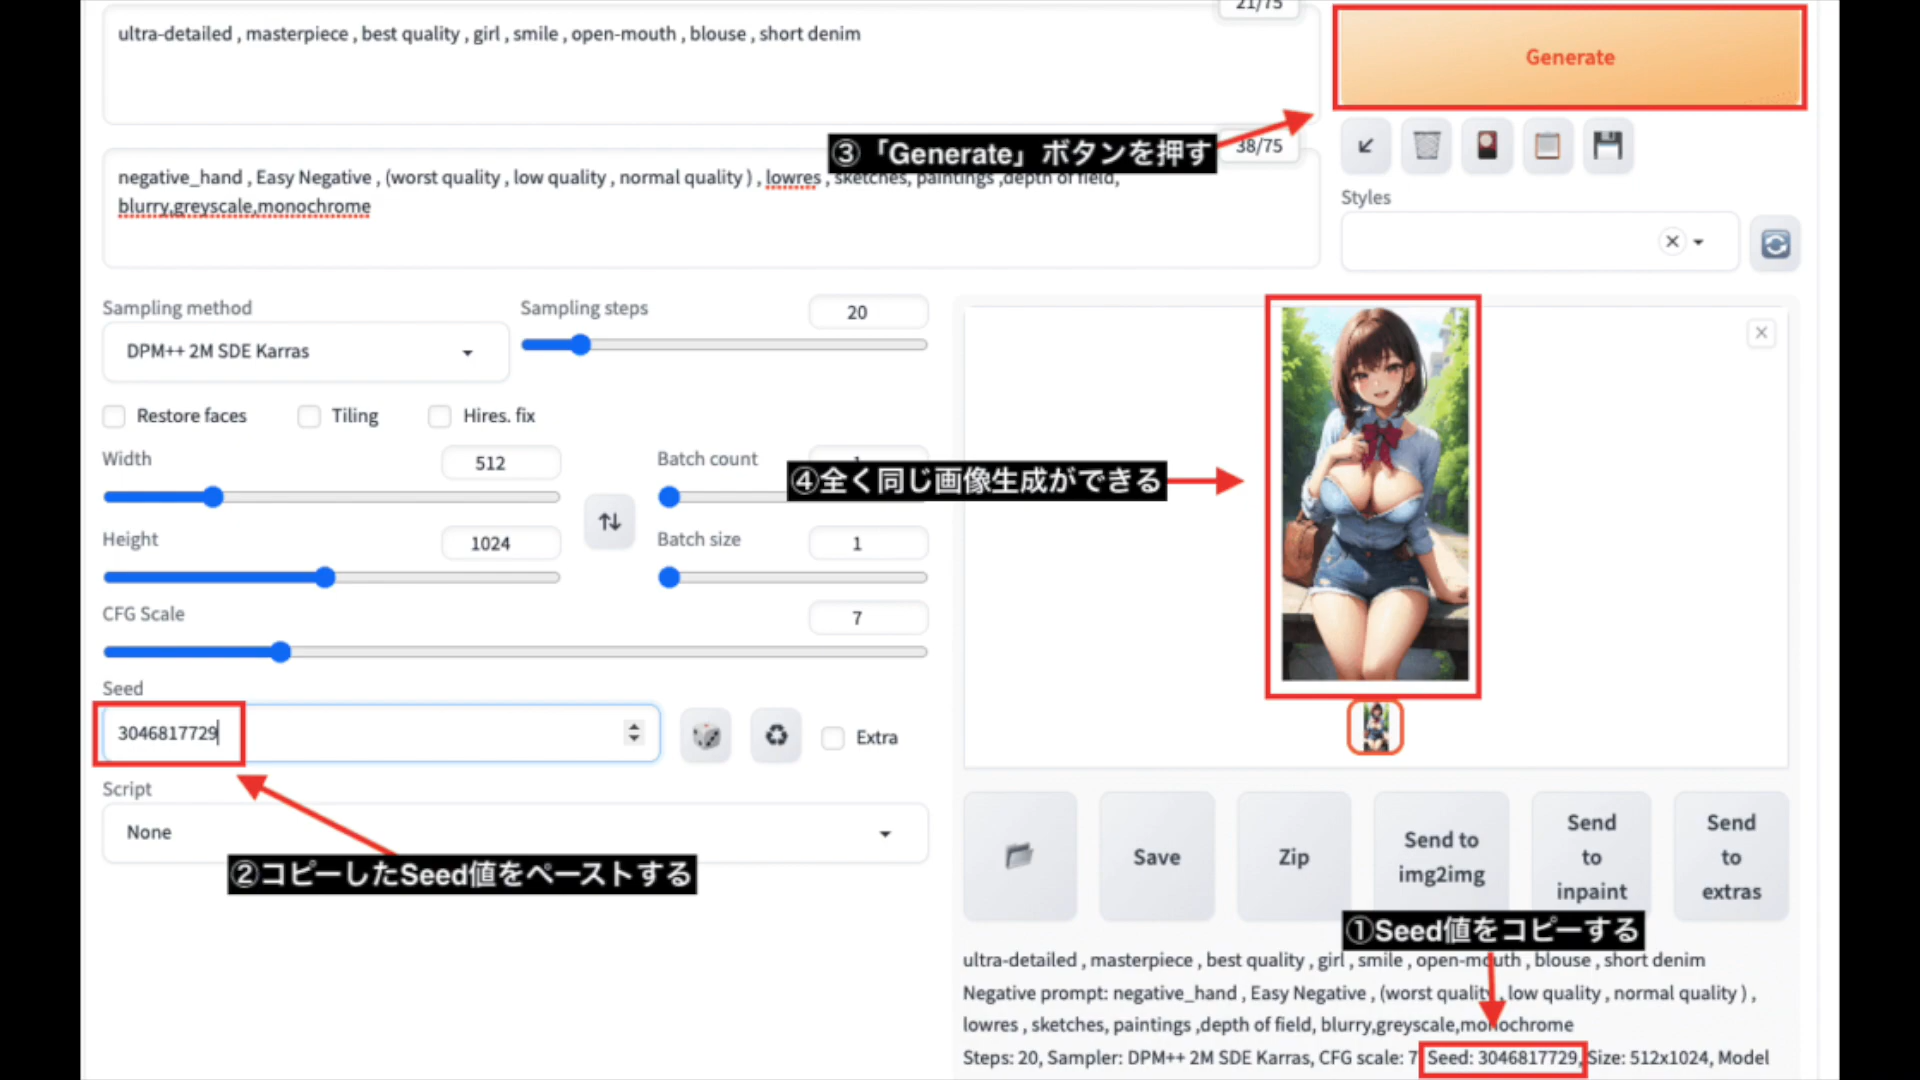 21/75
ultra-detailed , masterpiece , best quality , girl , smile , open-mouth , blouse , short denim
Generate
③「Generate」ボタンを押す
38/75
negative_hand , Easy Negative , (worst quality , low quality , normal quality ) , lowres , sketches, paintings ,depth of field,
blurry,greyscale,monochrome
Styles
Sampling method
Sampling steps
20
DPM++ 2M SDE Karras
Restore faces
Tiling
Hires. fix
Width
512
Batch count
④全く同じ画像生成ができる
Height
1024
Batch size
1
CFG Scale
7
Seed
3046817729
Extra
Script
None
②コピーしたSeed値をペーストする
Save
Zip
Send to
img2img
Send
to
inpaint
Send
to
extras
①Seed値をコピーする
ultra-detailed , masterpiece , best quality , girl , smile , open-mouth , blouse , short denim
Negative prompt: negative_hand , Easy Negative , (worst quality , low quality , normal quality ) ,
lowres , sketches, paintings ,depth of field, blurry,greyscale,monochrome
Steps: 20, Sampler: DPM++ 2M SDE Karras, CFG scale: 7 Seed: 3046817729, Size: 512x1024, Model